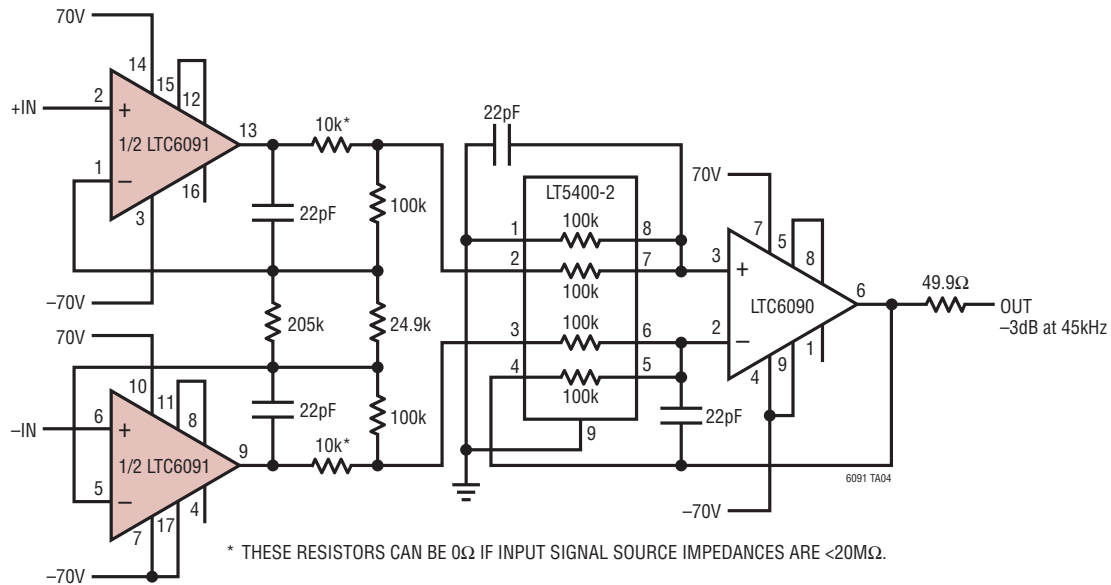 70V
14
15
12
+IN
2
+
1/2 LTC6091
13
1
–
16
3
–70V
10k*
22pF
100k
205k
24.9k
70V
10
11
8
–IN
6
+
1/2 LTC6091
9
5
–
4
7
17
–70V
22pF
10k*
100k
22pF
LT5400-2
1
100k
8
2
100k
7
3
100k
6
4
100k
5
9
22pF
70V
7
5
8
3
+
LTC6090
6
2
–
1
4
9
–70V
49.9Ω
OUT
–3dB at 45kHz
6091 TA04
* THESE RESISTORS CAN BE 0Ω IF INPUT SIGNAL SOURCE IMPEDANCES ARE <20MΩ.